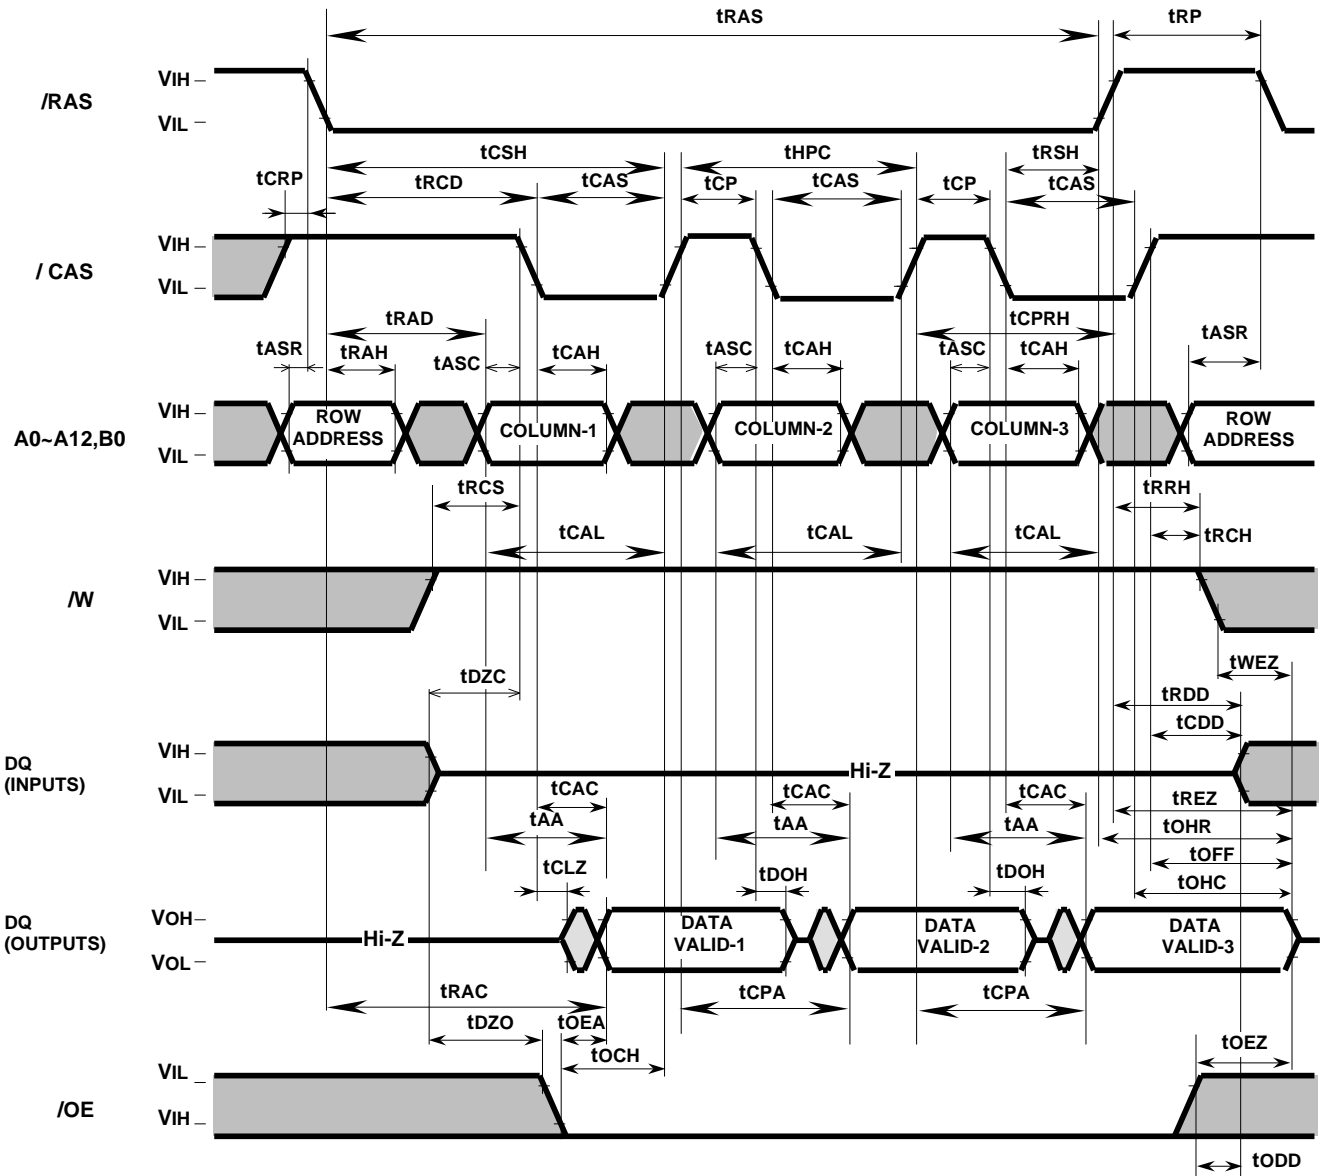 tRAS
tRP
VIH
/RAS
VIL
tCSH
tHPC
tRSH
tCRP
tRCD
tCAS
tCP
tCAS
tCP
tCAS
VIH
/ CAS
VIL
tRAD
tCPRH
tASR
tASR
tRAH
tASC
tCAH
tASC
tCAH
tASC
tCAH
VIH
A0~A12,B0
VIL
ROW
ADDRESS
COLUMN-1
COLUMN-2
COLUMN-3
ROW
ADDRESS
tRCS
tRRH
tCAL
tCAL
tCAL
tRCH
VIH
/W
VIL
tWEZ
tDZC
tRDD
tCDD
VIH
DQ
(INPUTS)
VIL
Hi-Z
tCAC
tCAC
tCAC
tREZ
tAA
tAA
tAA
tOHR
tCLZ
tDOH
tDOH
tOFF
tOHC
VOH
DQ
(OUTPUTS)
VOL
Hi-Z
DATA
VALID-1
DATA
VALID-2
DATA
VALID-3
tRAC
tCPA
tCPA
tDZO
tOEA
tOCH
tOEZ
VIL
/OE
VIH
tODD